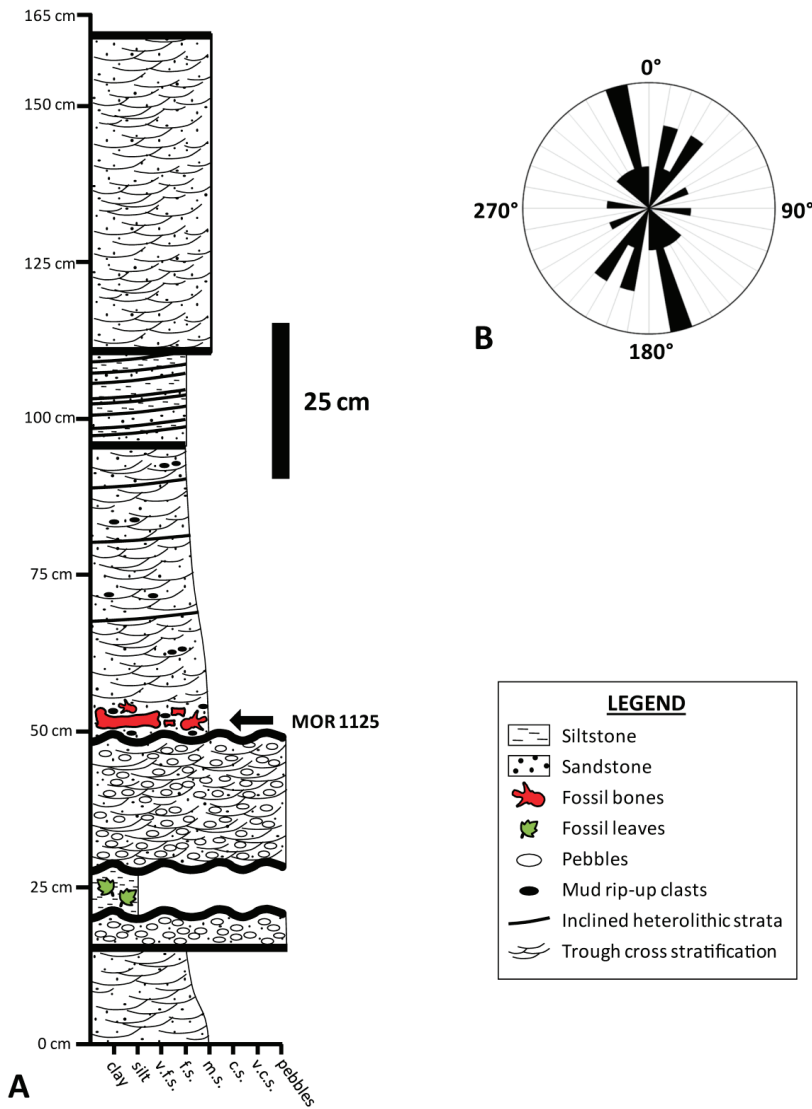 165 cm
150 cm
125 cm
100 cm
75 cm
50 cm
25 cm
0 cm
clay
silt
v.f.s.
f.s.
m.s.
c.s.
v.c.s.
pebbles
A
25 cm
MOR 1125
0°
90°
180°
270°
B
LEGEND
Siltstone
Sandstone
Fossil bones
Fossil leaves
Pebbles
Mud rip-up clasts
Inclined heterolithic strata
Trough cross stratification